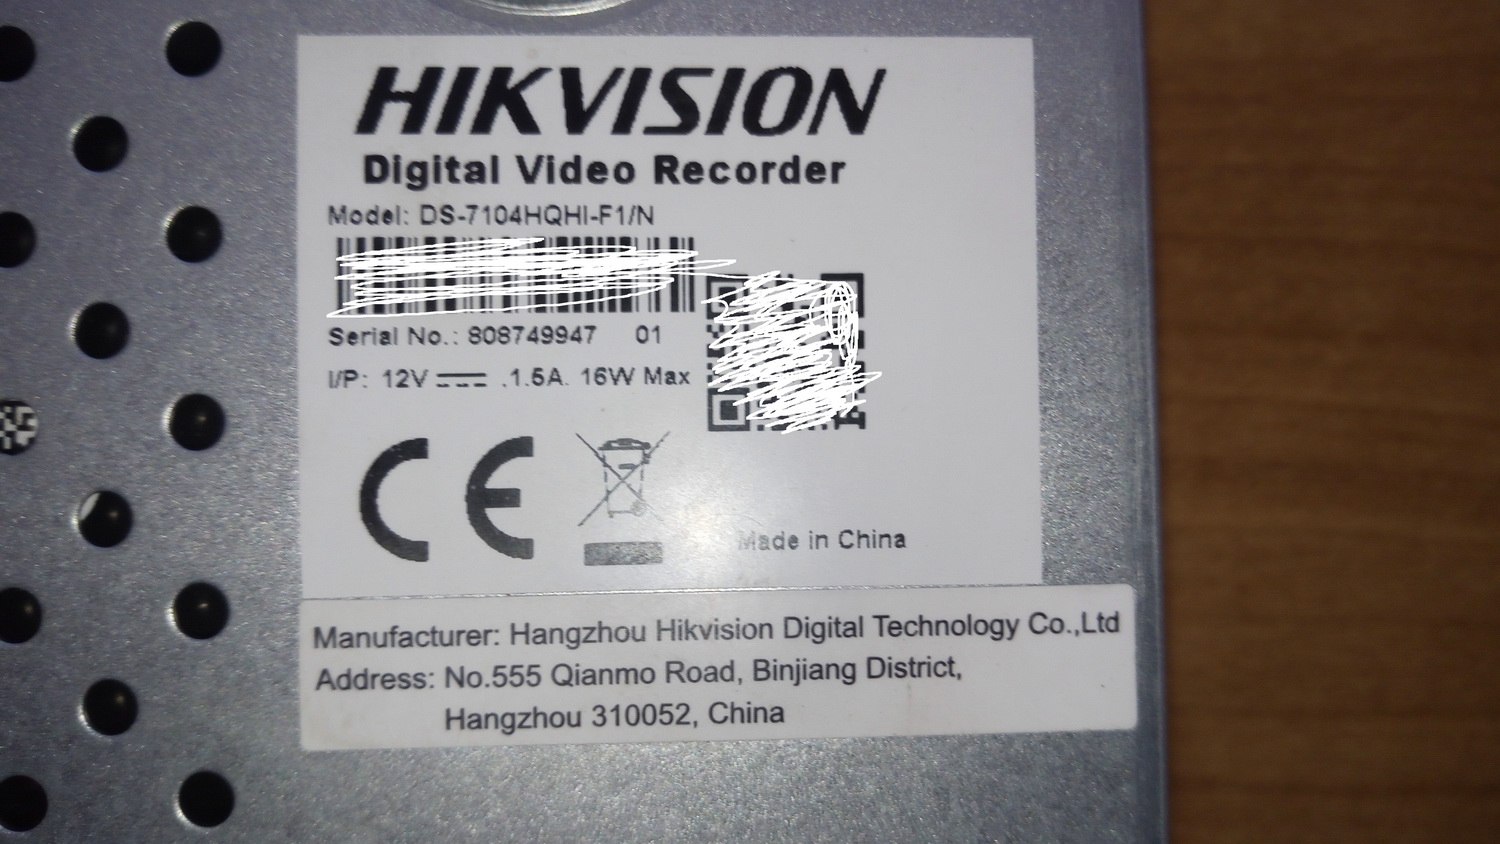 HIKVISION
Digital Video Recorder
Model: DS-7104HQHI-F1/N
Serial No.: 808749947 01
I/P: 12V ⎓ .1.5A. 16W Max
CE
Made in China
Manufacturer: Hangzhou Hikvision Digital Technology Co.,Ltd
Address: No.555 Qianmo Road, Binjiang District,
Hangzhou 310052, China